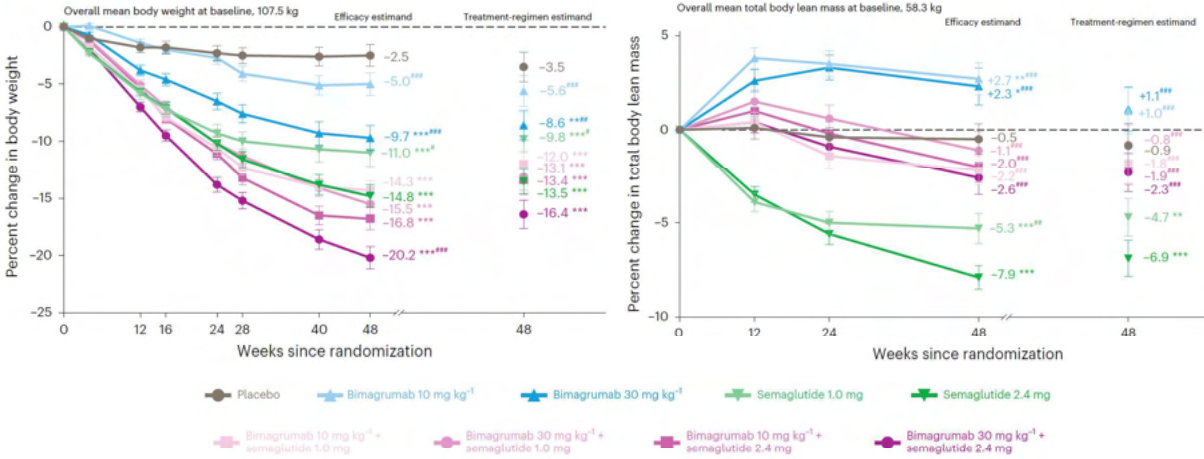 Overall mean body weight at baseline, 107.5 kg
Efficacy estimand
Treatment-regimen estimand
Percent change in body weight
0
−5
−10
−15
−20
−25
−2.5
−5.0 ###
−9.7 ***,###
−11.0 ***,#
−14.3 ***
−14.8 ***
−15.5 ***
−16.8 ***
−20.2 ***,###
−3.5
−5.6 ###
−8.6 **,##
−9.8 ***,#
−12.0 ***
−13.1 ***
−13.4 ***
−13.5 ***
−16.4 ***
0
12
16
24
28
40
48
48
Weeks since randomization
Overall mean total body lean mass at baseline, 58.3 kg
Efficacy estimand
Treatment-regimen estimand
Percent change in total body lean mass
5
0
−5
−10
+2.7 **,###
+2.3 *,###
−0.5
−1.1 ###
−2.0 ###
−2.2 ###
−2.6 ###
−5.3 ***,##
−7.9 ***
+1.1 ###
+1.0 ###
−0.8 ###
−0.9
−1.8 ###
−1.9 ###
−2.3 ###
−4.7 **
−6.9 ***
0
12
24
48
48
Weeks since randomization
Placebo
Bimagrumab 10 mg kg⁻¹
Bimagrumab 30 mg kg⁻¹
Semaglutide 1.0 mg
Semaglutide 2.4 mg
Bimagrumab 10 mg kg⁻¹ +
semaglutide 1.0 mg
Bimagrumab 30 mg kg⁻¹ +
semaglutide 1.0 mg
Bimagrumab 10 mg kg⁻¹ +
semaglutide 2.4 mg
Bimagrumab 30 mg kg⁻¹ +
semaglutide 2.4 mg